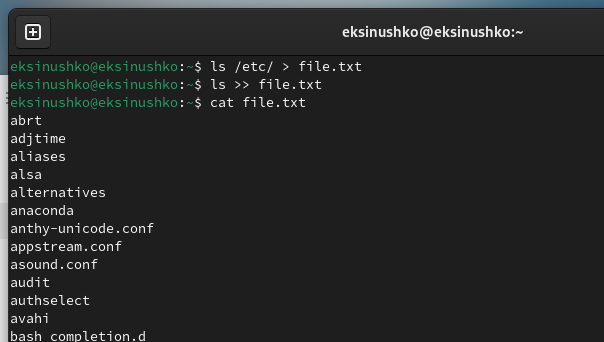 eksinushko@eksinushko:~
eksinushko@eksinushko:~$ ls /etc/ > file.txt
eksinushko@eksinushko:~$ ls >> file.txt
eksinushko@eksinushko:~$ cat file.txt
abrt
adjtime
aliases
alsa
alternatives
anaconda
anthy-unicode.conf
appstream.conf
asound.conf
audit
authselect
avahi
bash_completion.d